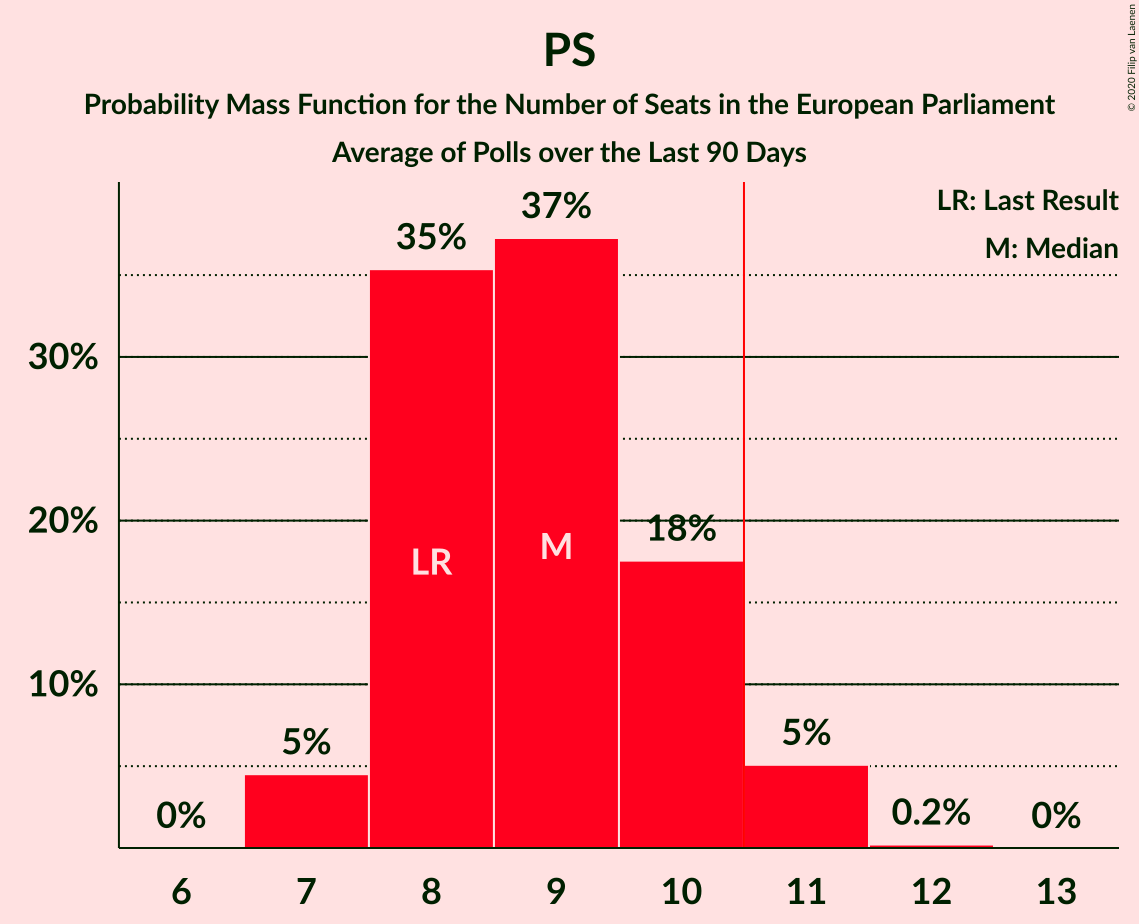 PS
Probability Mass Function for the Number of Seats in the European Parliament
Average of Polls over the Last 90 Days
© 2020 Filip van Laenen
LR: Last Result
M: Median
30%
20%
10%
0%
5%
35%
37%
18%
5%
0.2%
0%
LR
M
6 7 8 9 10 11 12 13